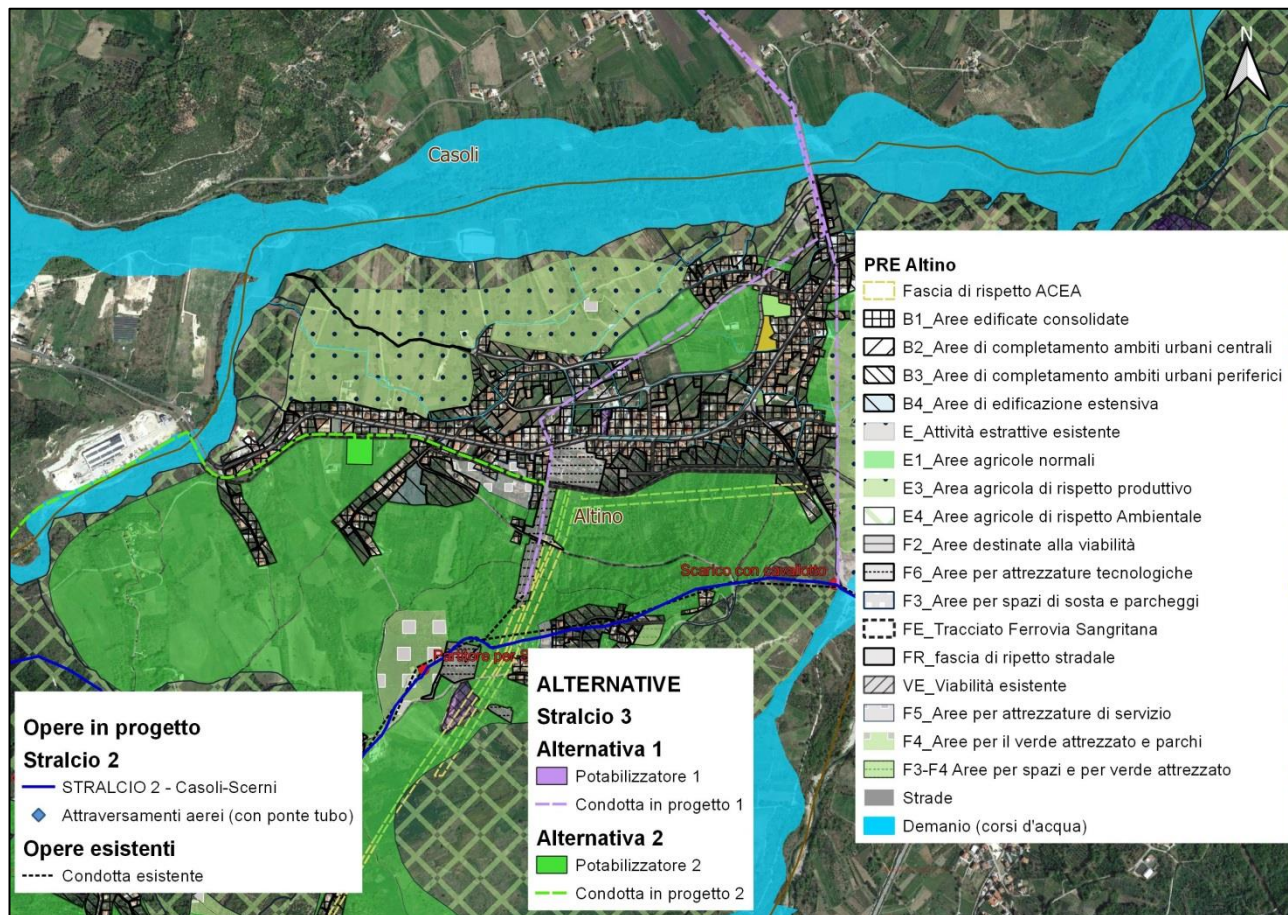 N
Casoli
Altino
Scarico con cavallotto
Partitore per
Opere in progetto
Stralcio 2
STRALCIO 2 - Casoli-Scerni
Attraversamenti aerei (con ponte tubo)
Opere esistenti
Condotta esistente
ALTERNATIVE
Stralcio 3
Alternativa 1
Potabilizzatore 1
Condotta in progetto 1
Alternativa 2
Potabilizzatore 2
Condotta in progetto 2
PRE Altino
Fascia di rispetto ACEA
B1_Aree edificate consolidate
B2_Aree di completamento ambiti urbani centrali
B3_Aree di completamento ambiti urbani periferici
B4_Aree di edificazione estensiva
E_Attività estrattive esistente
E1_Aree agricole normali
E3_Area agricola di rispetto produttivo
E4_Aree agricole di rispetto Ambientale
F2_Aree destinate alla viabilità
F6_Aree per attrezzature tecnologiche
F3_Aree per spazi di sosta e parcheggi
FE_Tracciato Ferrovia Sangritana
FR_fascia di ripetto stradale
VE_Viabilità esistente
F5_Aree per attrezzature di servizio
F4_Aree per il verde attrezzato e parchi
F3-F4 Aree per spazi e per verde attrezzato
Strade
Demanio (corsi d'acqua)